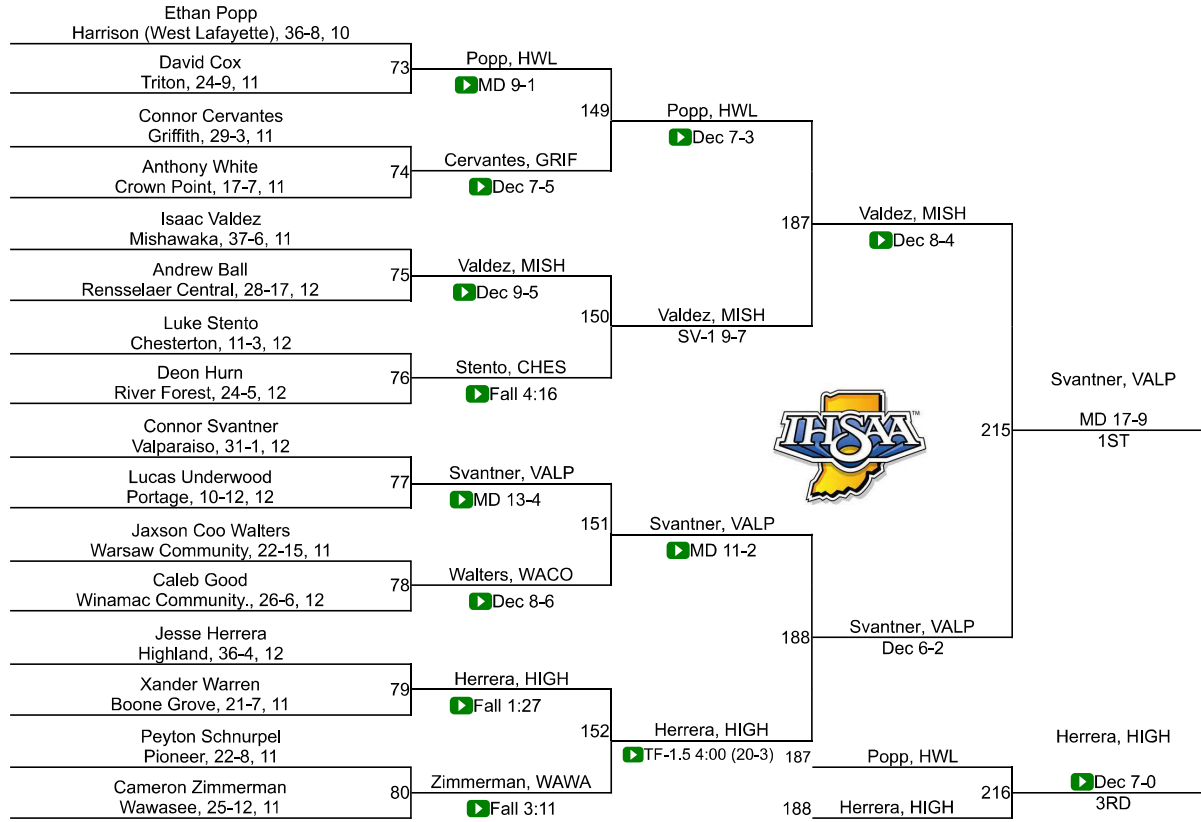 Ethan Popp
Harrison (West Lafayette), 36-8, 10
David Cox
Triton, 24-9, 11
73
Popp, HWL
MD 9-1
Connor Cervantes
Griffith, 29-3, 11
Anthony White
Crown Point, 17-7, 11
74
Cervantes, GRIF
Dec 7-5
149
Popp, HWL
Dec 7-3
Isaac Valdez
Mishawaka, 37-6, 11
Andrew Ball
Rensselaer Central, 28-17, 12
75
Valdez, MISH
Dec 9-5
Luke Stento
Chesterton, 11-3, 12
Deon Hurn
River Forest, 24-5, 12
76
Stento, CHES
Fall 4:16
150
Valdez, MISH
SV-1 9-7
187
Valdez, MISH
Dec 8-4
Connor Svantner
Valparaiso, 31-1, 12
Lucas Underwood
Portage, 10-12, 12
77
Svantner, VALP
MD 13-4
Jaxson Coo Walters
Warsaw Community, 22-15, 11
Caleb Good
Winamac Community., 26-6, 12
78
Walters, WACO
Dec 8-6
151
Svantner, VALP
MD 11-2
Jesse Herrera
Highland, 36-4, 12
Xander Warren
Boone Grove, 21-7, 11
79
Herrera, HIGH
Fall 1:27
Peyton Schnurpel
Pioneer, 22-8, 11
Cameron Zimmerman
Wawasee, 25-12, 11
80
Zimmerman, WAWA
Fall 3:11
152
Herrera, HIGH
TF-1.5 4:00 (20-3)
188
Svantner, VALP
Dec 6-2
IHSAA
TM
215
Svantner, VALP
MD 17-9
1ST
187
Popp, HWL
188
Herrera, HIGH
216
Herrera, HIGH
Dec 7-0
3RD